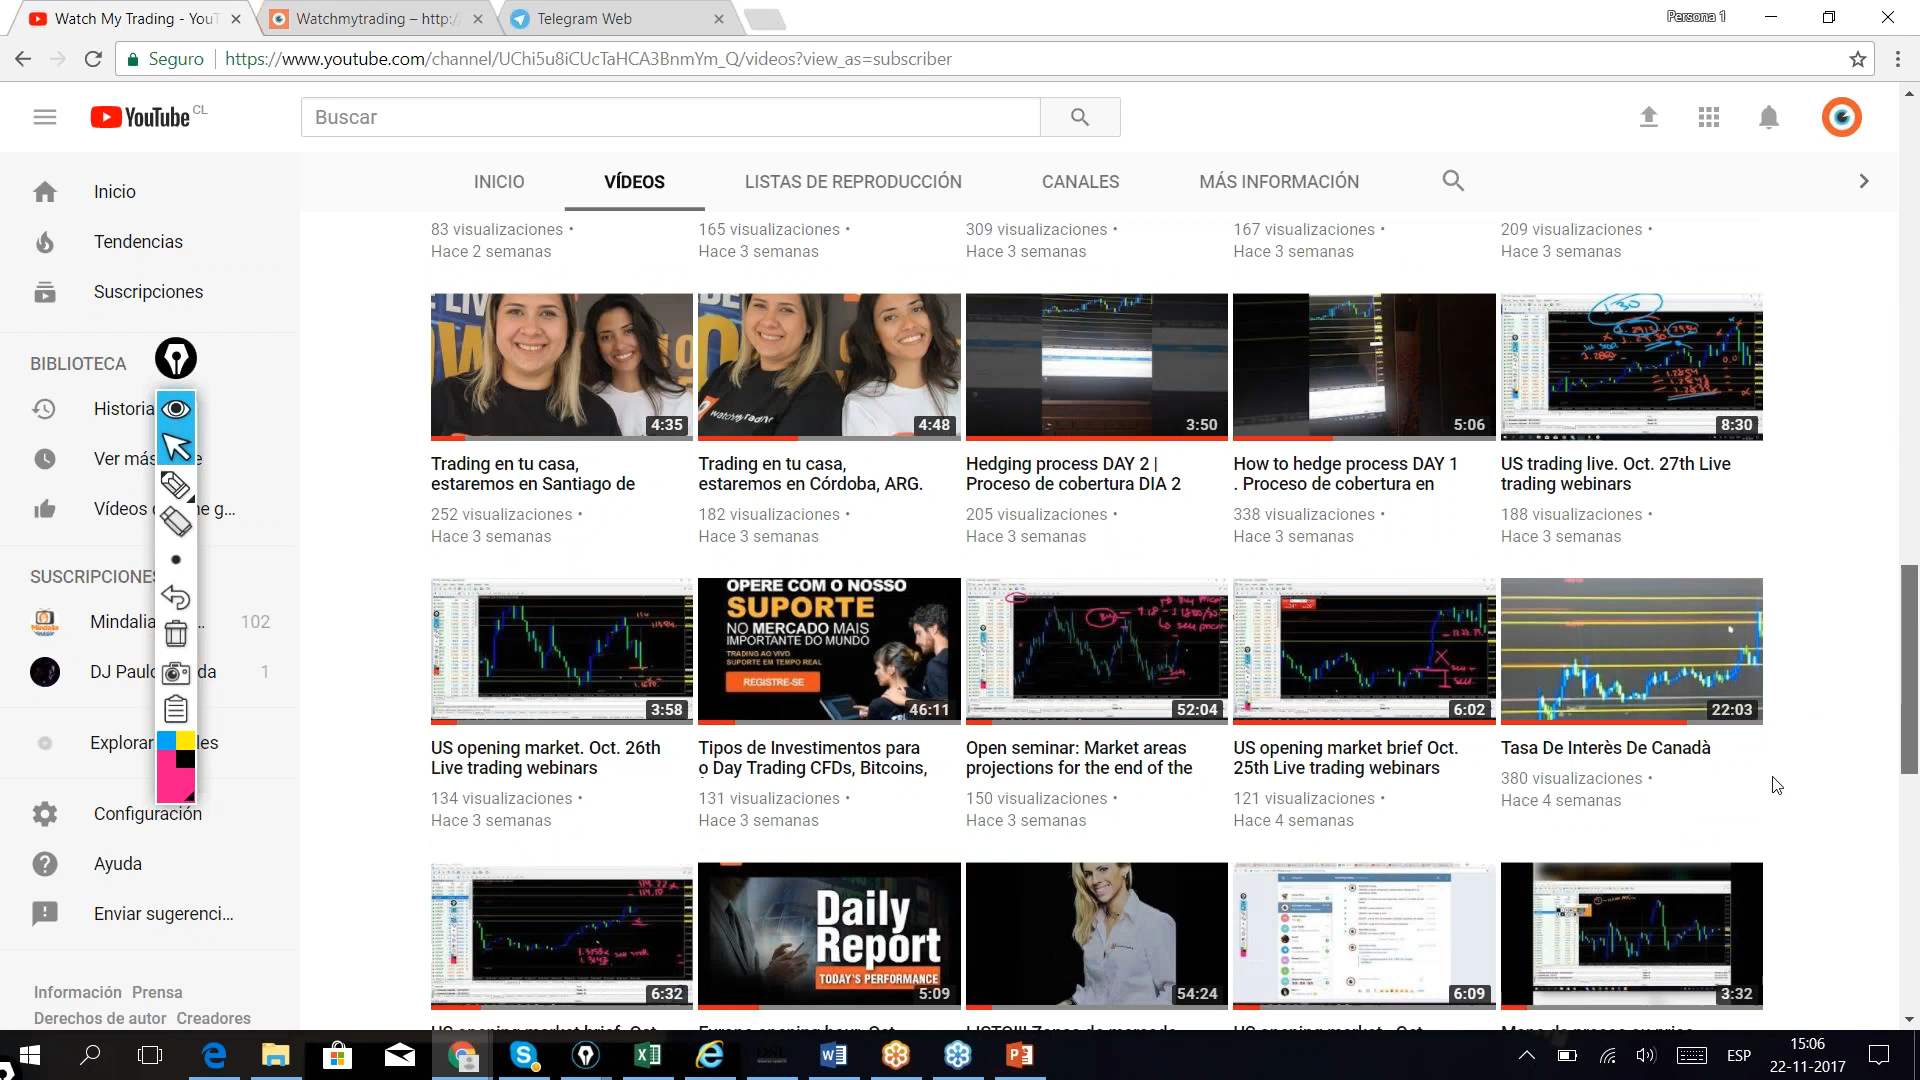 Watch My Trading - YouT
Watchmytrading – http:/
Telegram Web
Persona 1
Seguro
https://www.youtube.com/channel/UChi5u8iCUcTaHCA3BnmYm_Q/videos?view_as=subscriber
YouTube CL
Buscar
INICIO VÍDEOS LISTAS DE REPRODUCCIÓN CANALES MÁS INFORMACIÓN
Inicio
Tendencias
Suscripciones
BIBLIOTECA
Historia
Ver más
Vídeos
ne g...
SUSCRIPCIONES
Mindalia 102
DJ Paulo da 1
Explorar les
Configuración
Ayuda
Enviar sugerenci...
Información Prensa
Derechos de autor Creadores
83 visualizaciones •
Hace 2 semanas
165 visualizaciones •
Hace 3 semanas
309 visualizaciones •
Hace 3 semanas
167 visualizaciones •
Hace 3 semanas
209 visualizaciones •
Hace 3 semanas
4:35
Trading en tu casa,
estaremos en Santiago de
252 visualizaciones •
Hace 3 semanas
4:48
Trading en tu casa,
estaremos en Córdoba, ARG.
182 visualizaciones •
Hace 3 semanas
3:50
Hedging process DAY 2 |
Proceso de cobertura DIA 2
205 visualizaciones •
Hace 3 semanas
5:06
How to hedge process DAY 1
. Proceso de cobertura en
338 visualizaciones •
Hace 3 semanas
8:30
US trading live. Oct. 27th Live
trading webinars
188 visualizaciones •
Hace 3 semanas
3:58
US opening market. Oct. 26th
Live trading webinars
134 visualizaciones •
Hace 3 semanas
OPERE COM O NOSSO
SUPORTE
NO MERCADO MAIS
IMPORTANTE DO MUNDO
TRADING AO VIVO
SUPORTE EM TEMPO REAL
REGISTRE-SE
46:11
Tipos de Investimentos para
o Day Trading CFDs, Bitcoins,
131 visualizaciones •
Hace 3 semanas
52:04
Open seminar: Market areas
projections for the end of the
150 visualizaciones •
Hace 3 semanas
6:02
US opening market brief Oct.
25th Live trading webinars
121 visualizaciones •
Hace 4 semanas
22:03
Tasa De Interès De Canadà
380 visualizaciones •
Hace 4 semanas
6:32
Daily
Report
TODAY'S PERFORMANCE
5:09
54:24
6:09
3:32
ESP
15:06
22-11-2017